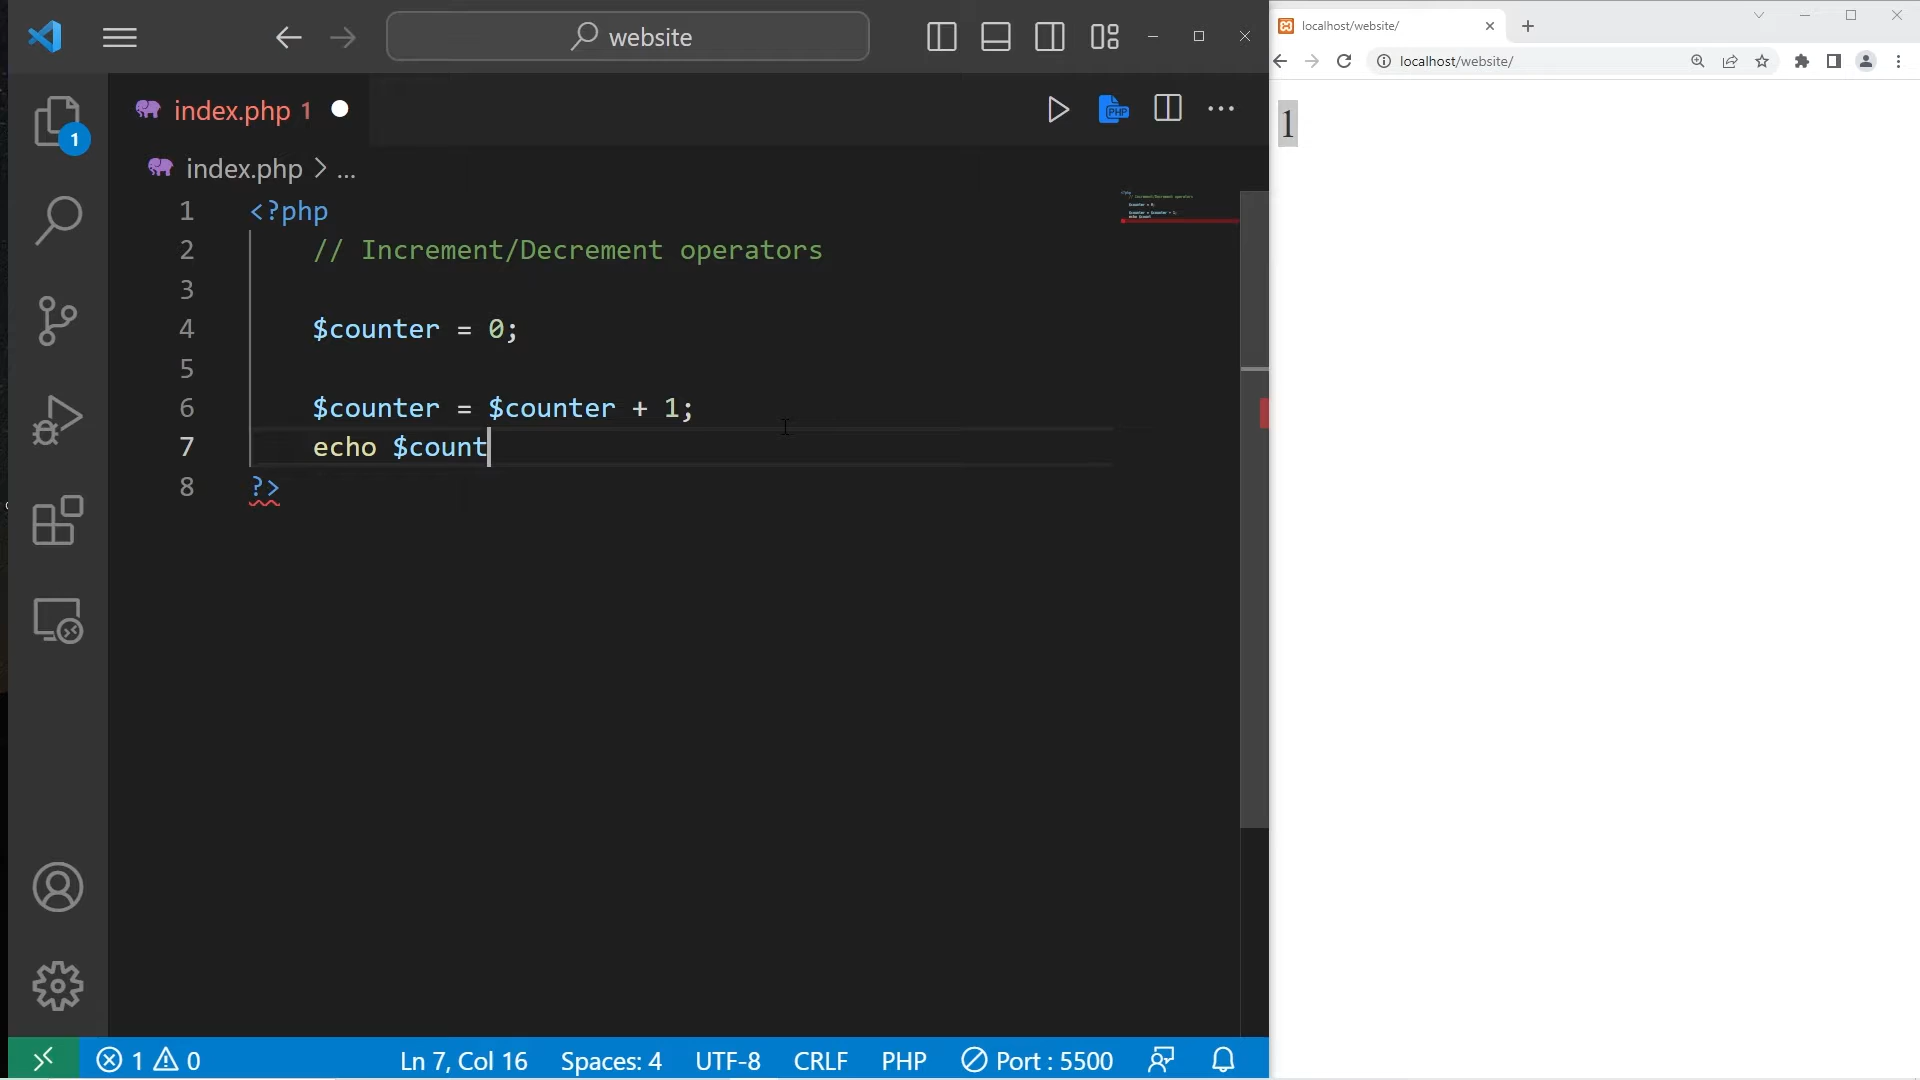 website
index.php 1
index.php > ...
1 <?php
2 // Increment/Decrement operators
3
4 $counter = 0;
5
6 $counter = $counter + 1;
7 echo $count
8 ?>
1
PHP
1 0
Ln 7, Col 16
Spaces: 4
UTF-8
CRLF
PHP
Port : 5500
localhost/website/
localhost/website/
1